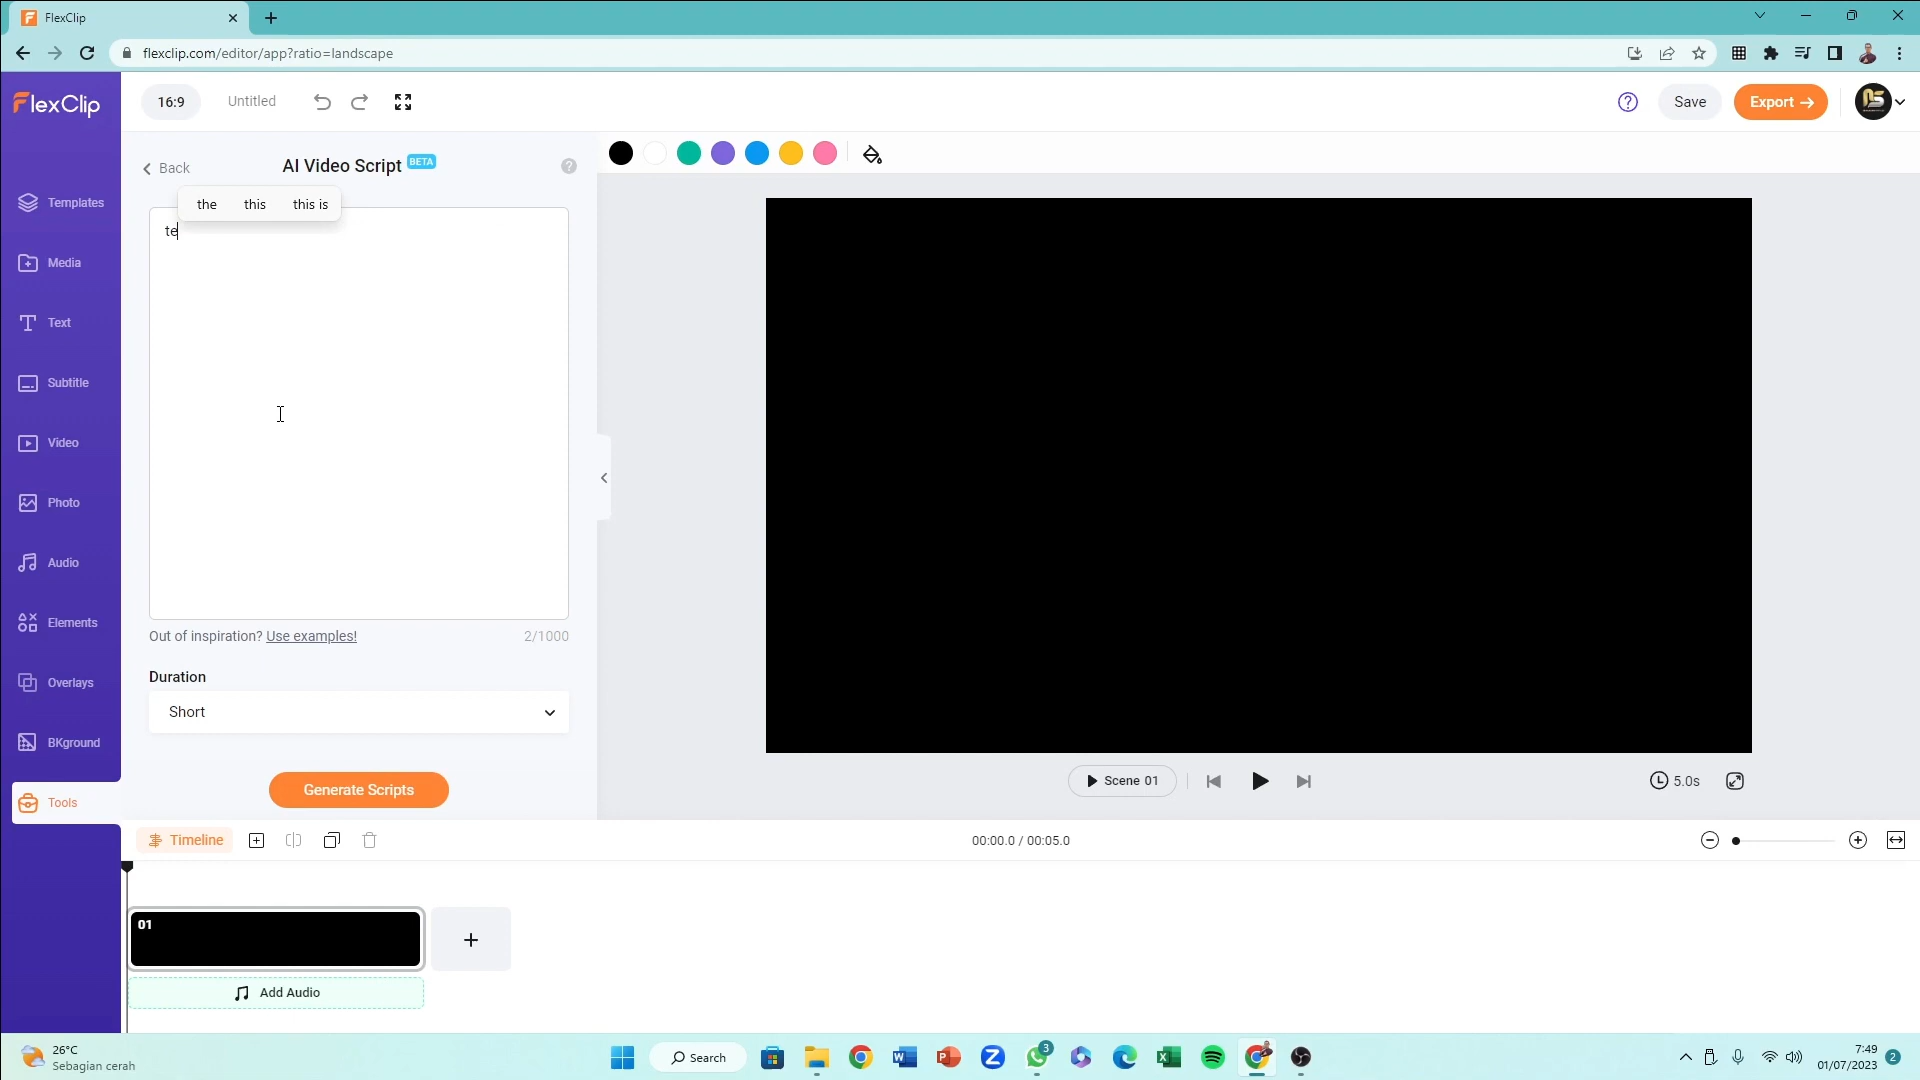 FlexClip
flexclip.com/editor/app?ratio=landscape
FlexClip
16:9
Untitled
Save
Export
Back
AI Video Script
BETA
the this this is
te
Templates
Media
Text
Subtitle
Video
Photo
Audio
Elements
Overlays
BKground
Tools
Out of inspiration? Use examples!
2/1000
Duration
Short
Generate Scripts
Scene 01
5.0s
Timeline
00:00.0 / 00:05.0
01
+
Add Audio
26°C
Sebagian cerah
Search
3
7:49
01/07/2023
2